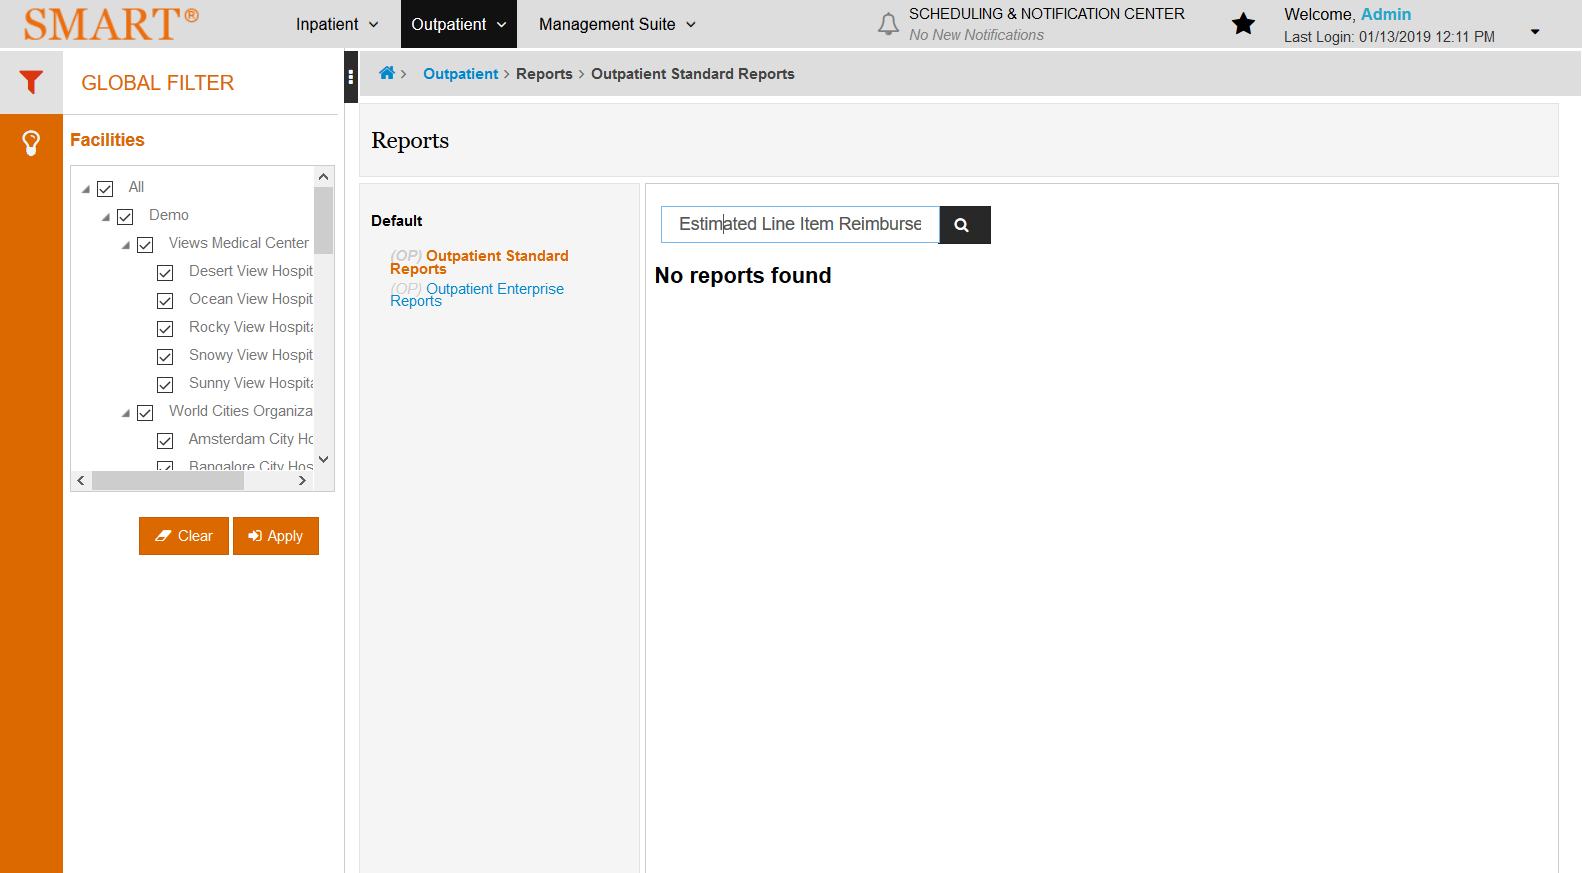 SMART®
Inpatient
Outpatient
Management Suite
SCHEDULING & NOTIFICATION CENTER
No New Notifications
Welcome, Admin
Last Login: 01/13/2019 12:11 PM
GLOBAL FILTER
Facilities
All
Demo
Views Medical Center
Desert View Hospit
Ocean View Hospit
Rocky View Hospita
Snowy View Hospit
Sunny View Hospita
World Cities Organiza
Amsterdam City Ho
Bangalore City Hos
Clear
Apply
Outpatient > Reports > Outpatient Standard Reports
Reports
Default
(OP) Outpatient Standard
Reports
(OP) Outpatient Enterprise
Reports
Estimated Line Item Reimburse
No reports found